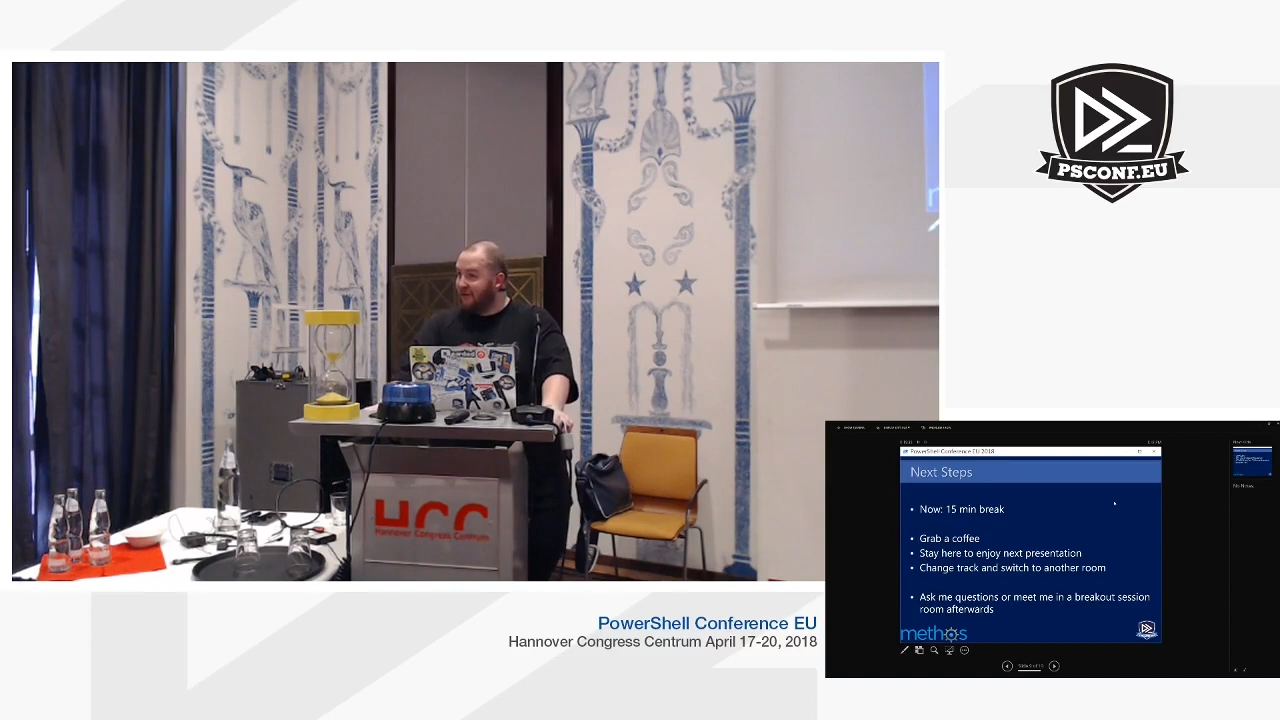 PSCONF.EU
HCC
Hannover Congress Centrum
PowerShell Conference EU 2018
Next Steps
• Now: 15 min break
• Grab a coffee
• Stay here to enjoy next presentation
• Change track and switch to another room
• Ask me questions or meet me in a breakout session
room afterwards
methos
PowerShell Conference EU
Hannover Congress Centrum April 17-20, 2018